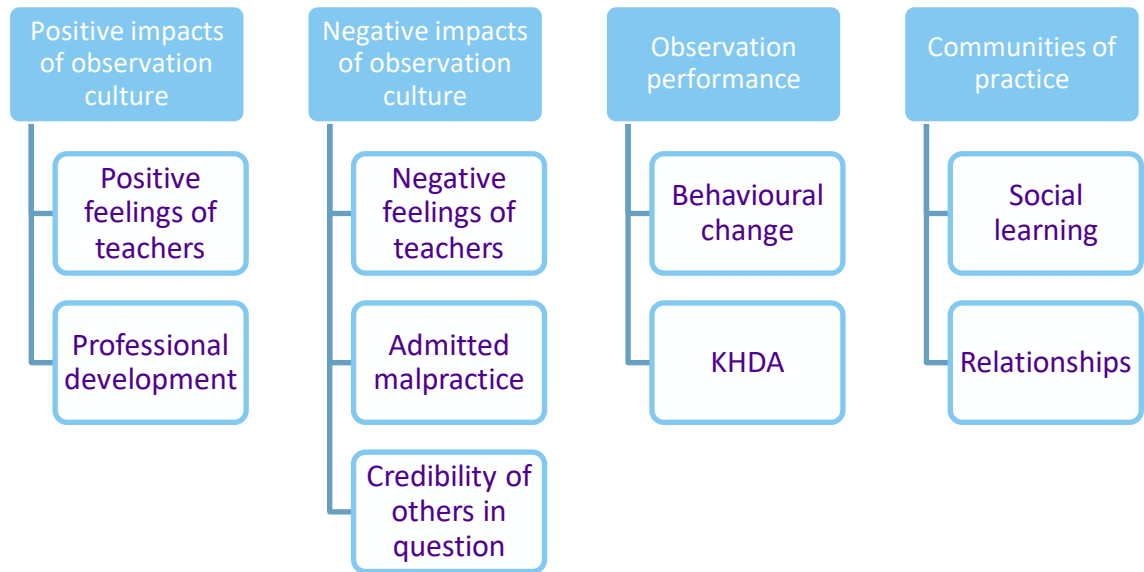 Positive impacts
of observation
culture
Positive
feelings of
teachers
Professional
development
Negative impacts
of observation
culture
Negative
feelings of
teachers
Admitted
malpractice
Credibility of
others in
question
Observation
performance
Behavioural
change
KHDA
Communities of
practice
Social
learning
Relationships